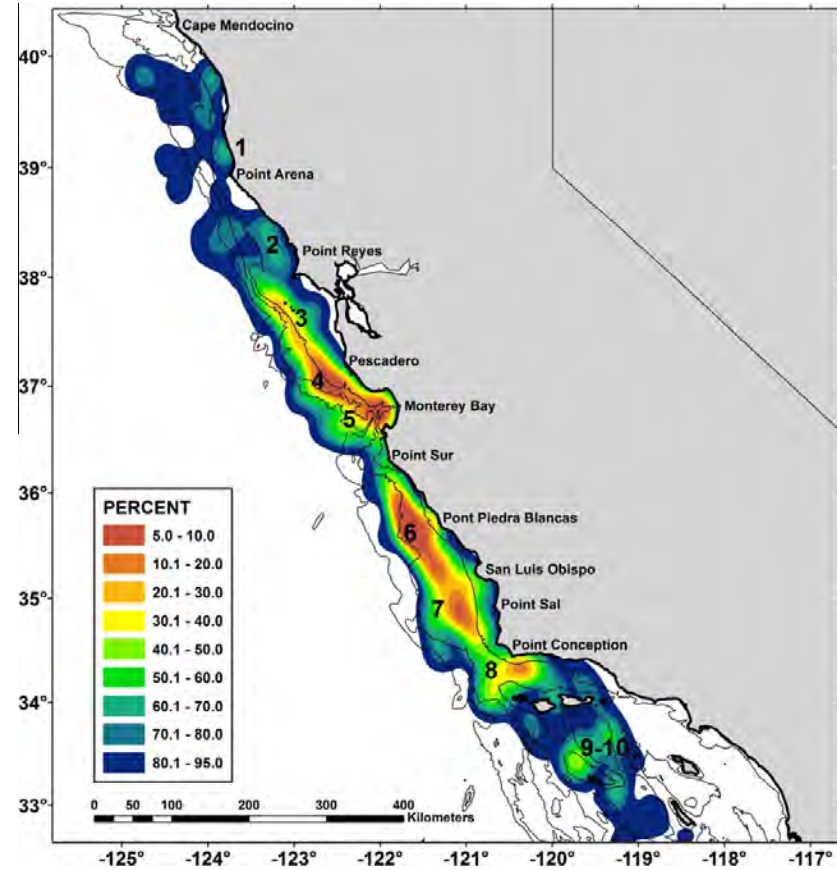 Cape Mendocino
40°
1
39°
Point Arena
2
Point Reyes
38°
3
Pescadero
37°
4
Monterey Bay
5
Point Sur
36°
PERCENT
Pont Piedra Blancas
5.0 - 10.0
6
10.1 - 20.0
San Luis Obispo
20.1 - 30.0
35°
7
Point Sal
30.1 - 40.0
40.1 - 50.0
Point Conception
50.1 - 60.0
8
34°
60.1 - 70.0
70.1 - 80.0
9-10
80.1 - 95.0
33°
0 50 100 200 300 400
Kilometers
-125° -124° -123° -122° -121° -120° -119° -118° -117°